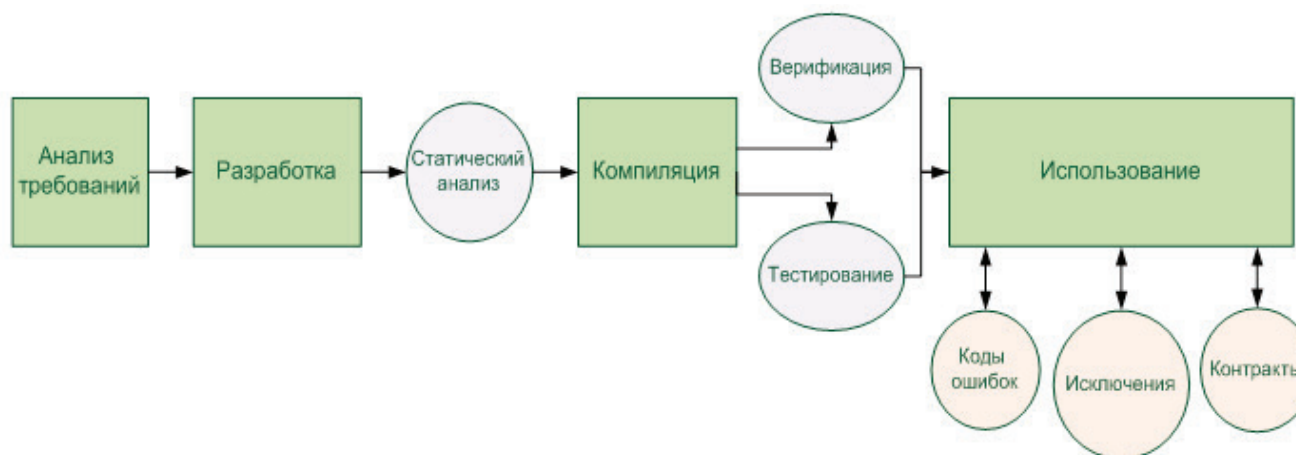 Анализ
требований
Разработка
Статический
анализ
Компиляция
Верификация
Тестирование
Использование
Коды
ошибок
Исключения
Контракты